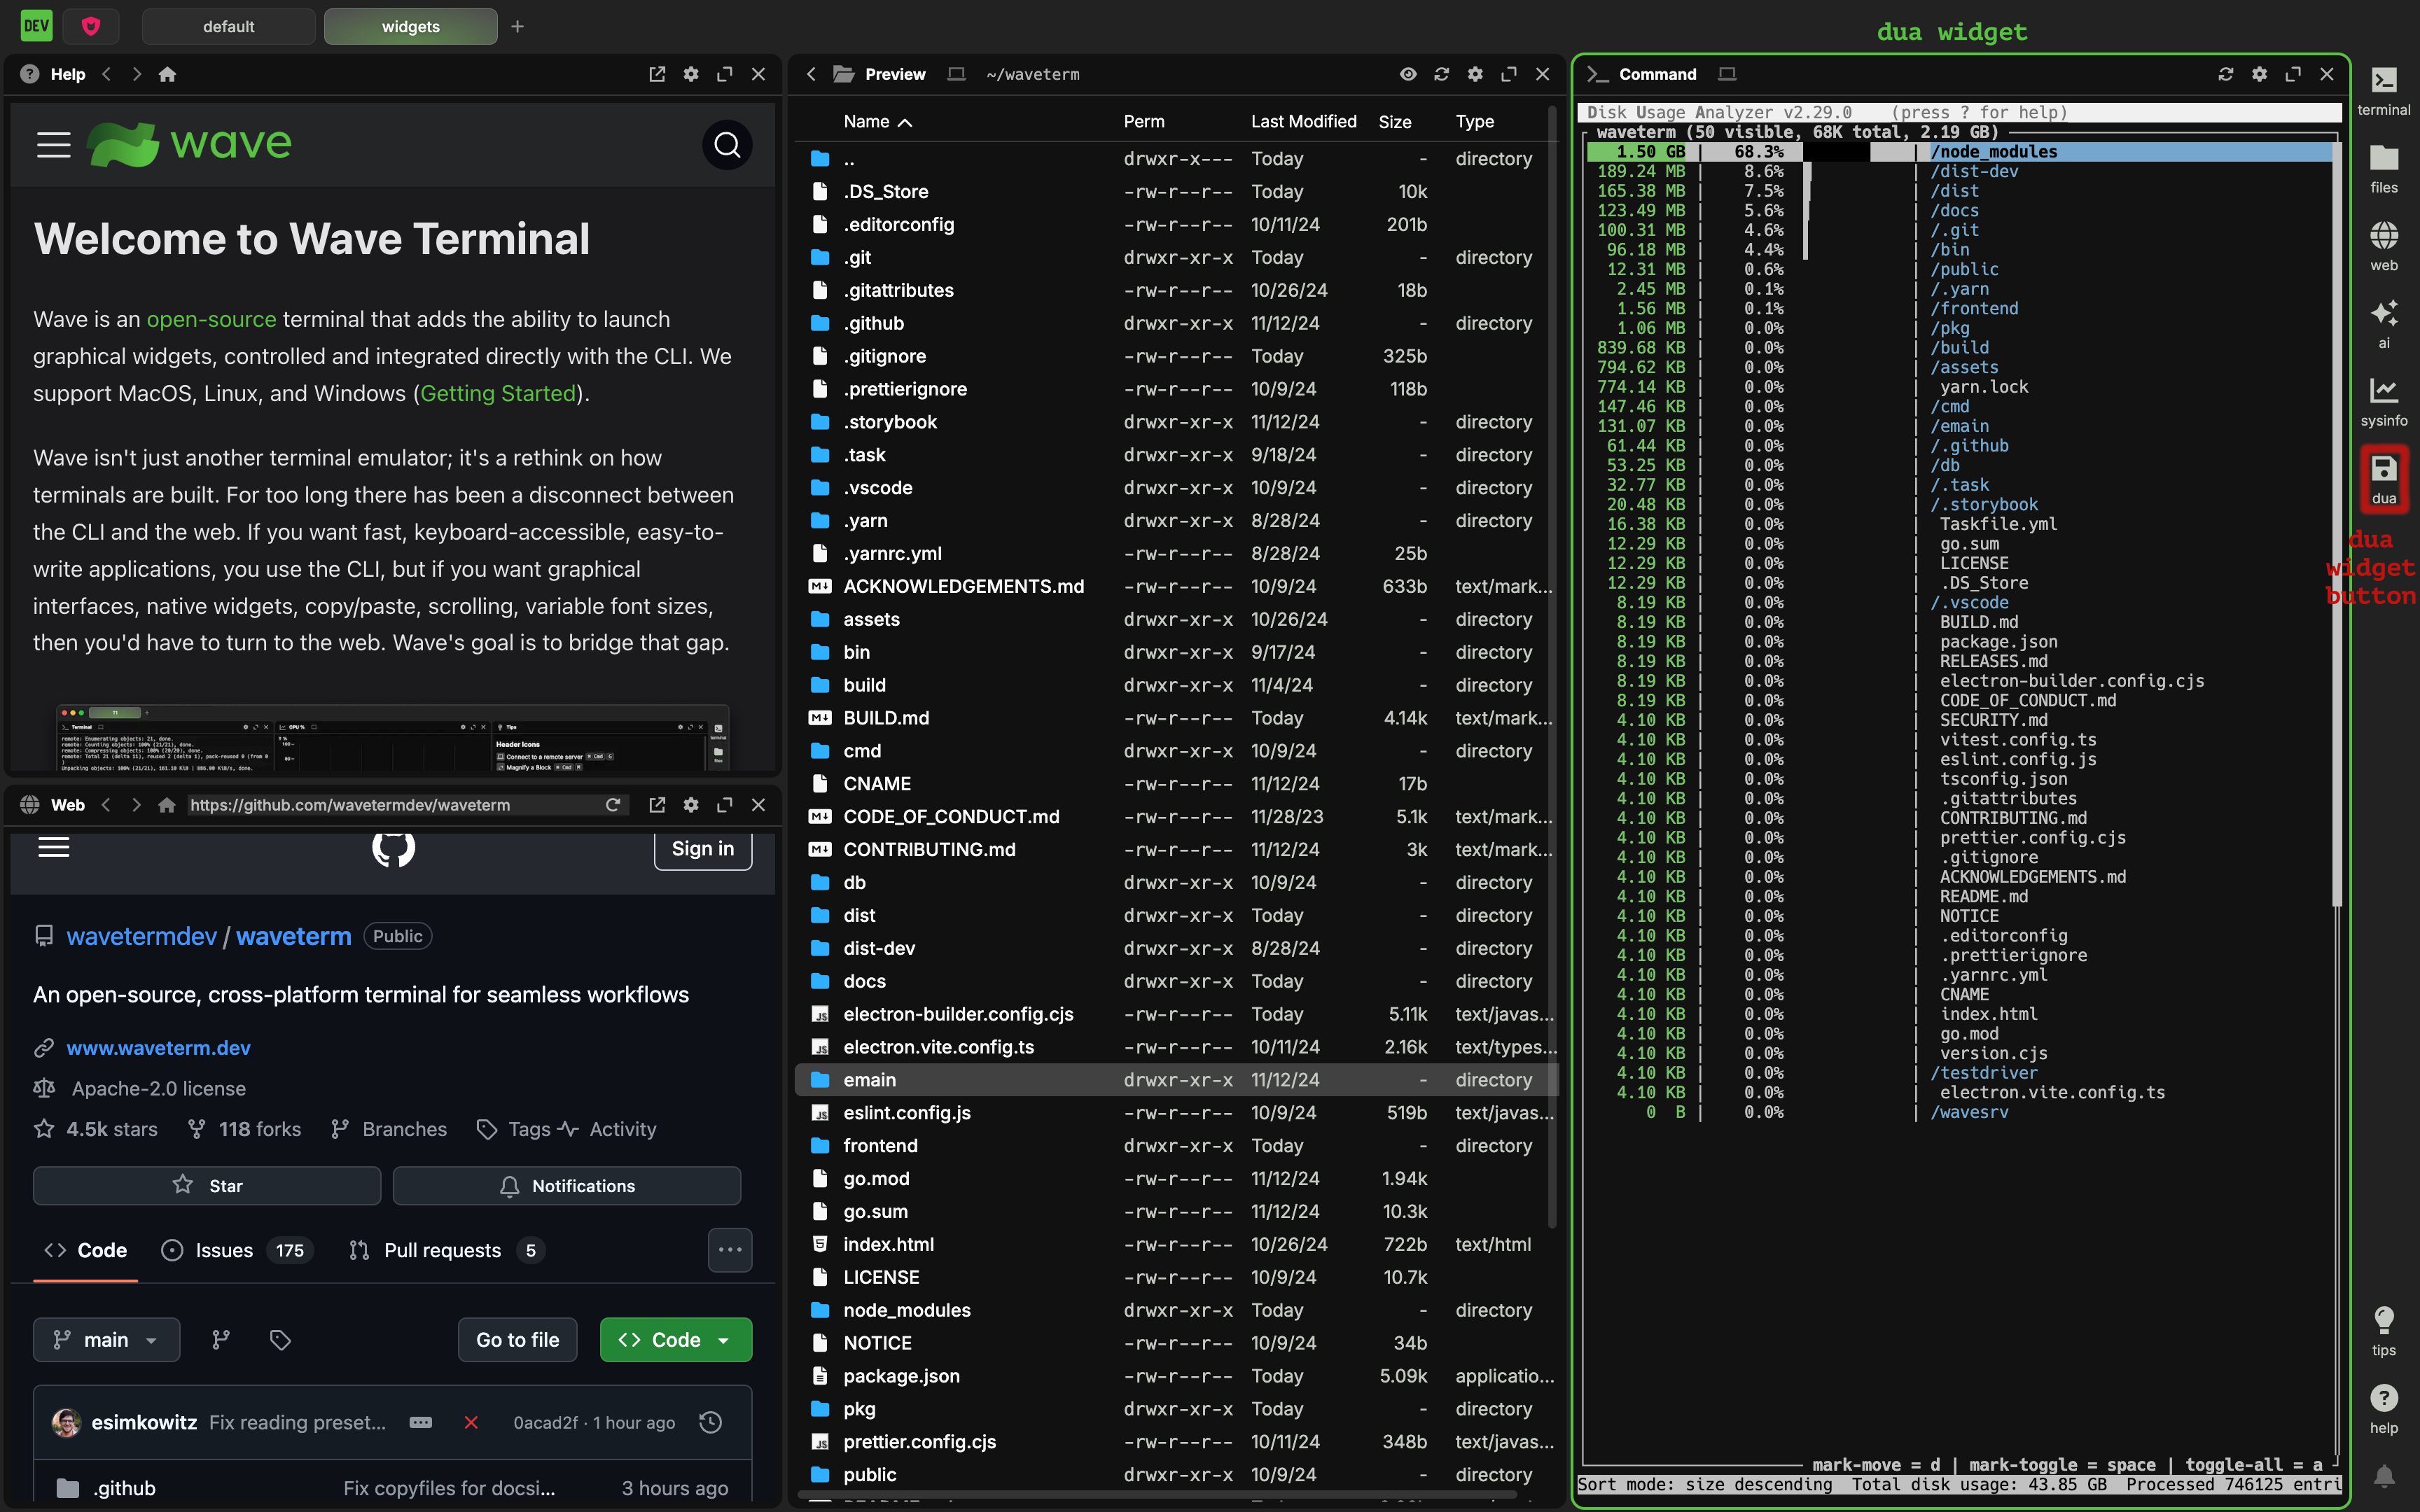 DEV
default
widgets
+
dua widget
Help
wave
Welcome to Wave Terminal
Wave is an open-source terminal that adds the ability to launch
graphical widgets, controlled and integrated directly with the CLI. We
support MacOS, Linux, and Windows (Getting Started).
Wave isn't just another terminal emulator; it's a rethink on how
terminals are built. For too long there has been a disconnect between
the CLI and the web. If you want fast, keyboard-accessible, easy-to-
write applications, you use the CLI, but if you want graphical
interfaces, native widgets, copy/paste, scrolling, variable font sizes,
then you'd have to turn to the web. Wave's goal is to bridge that gap.
Terminal
CPU %
Tips
Header Icons
Connect to a remote server
Magnify a Block
Web
https://github.com/wavetermdev/waveterm
Sign in
wavetermdev / waveterm Public
An open-source, cross-platform terminal for seamless workflows
www.waveterm.dev
Apache-2.0 license
4.5k stars 118 forks Branches Tags Activity
Star
Notifications
Code Issues 175 Pull requests 5
main
Go to file
Code
esimkowitz Fix reading preset... 0acad2f · 1 hour ago
.github Fix copyfiles for docsi... 3 hours ago
Preview ~/waveterm
Name Perm Last Modified Size Type
.. drwxr-x--- Today - directory
.DS_Store -rw-r--r-- Today 10k
.editorconfig -rw-r--r-- 10/11/24 201b
.git drwxr-xr-x Today - directory
.gitattributes -rw-r--r-- 10/26/24 18b
.github drwxr-xr-x 11/12/24 - directory
.gitignore -rw-r--r-- Today 325b
.prettierignore -rw-r--r-- 10/9/24 118b
.storybook drwxr-xr-x 11/12/24 - directory
.task drwxr-xr-x 9/18/24 - directory
.vscode drwxr-xr-x 10/9/24 - directory
.yarn drwxr-xr-x 8/28/24 - directory
.yarnrc.yml -rw-r--r-- 8/28/24 25b
ACKNOWLEDGEMENTS.md -rw-r--r-- 10/9/24 633b text/mark...
assets drwxr-xr-x 10/26/24 - directory
bin drwxr-xr-x 9/17/24 - directory
build drwxr-xr-x 11/4/24 - directory
BUILD.md -rw-r--r-- Today 4.14k text/mark...
cmd drwxr-xr-x 10/9/24 - directory
CNAME -rw-r--r-- 11/12/24 17b
CODE_OF_CONDUCT.md -rw-r--r-- 11/28/23 5.1k text/mark...
CONTRIBUTING.md -rw-r--r-- 11/12/24 3k text/mark...
db drwxr-xr-x 10/9/24 - directory
dist drwxr-xr-x Today - directory
dist-dev drwxr-xr-x 8/28/24 - directory
docs drwxr-xr-x Today - directory
electron-builder.config.cjs -rw-r--r-- Today 5.11k text/javas...
electron.vite.config.ts -rw-r--r-- 10/11/24 2.16k text/types...
emain drwxr-xr-x 11/12/24 - directory
eslint.config.js -rw-r--r-- 10/9/24 519b text/javas...
frontend drwxr-xr-x Today - directory
go.mod -rw-r--r-- 11/12/24 1.94k
go.sum -rw-r--r-- 11/12/24 10.3k
index.html -rw-r--r-- 10/26/24 722b text/html
LICENSE -rw-r--r-- 10/9/24 10.7k
node_modules drwxr-xr-x Today - directory
NOTICE -rw-r--r-- 10/9/24 34b
package.json -rw-r--r-- Today 5.09k applicatio...
pkg drwxr-xr-x Today - directory
prettier.config.cjs -rw-r--r-- 10/11/24 348b text/javas...
public drwxr-xr-x 10/9/24 - directory
Command
Disk Usage Analyzer v2.29.0 (press ? for help)
waveterm (50 visible, 68K total, 2.19 GB)
1.50 GB | 68.3% | /node_modules
189.24 MB | 8.6% | /dist-dev
165.38 MB | 7.5% | /dist
123.49 MB | 5.6% | /docs
100.31 MB | 4.6% | /.git
96.18 MB | 4.4% | /bin
12.31 MB | 0.6% | /public
2.45 MB | 0.1% | /.yarn
1.56 MB | 0.1% | /frontend
1.06 MB | 0.0% | /pkg
839.68 KB | 0.0% | /build
794.62 KB | 0.0% | /assets
774.14 KB | 0.0% | yarn.lock
147.46 KB | 0.0% | /cmd
131.07 KB | 0.0% | /emain
61.44 KB | 0.0% | /.github
53.25 KB | 0.0% | /db
32.77 KB | 0.0% | /.task
20.48 KB | 0.0% | /.storybook
16.38 KB | 0.0% | Taskfile.yml
12.29 KB | 0.0% | go.sum
12.29 KB | 0.0% | LICENSE
12.29 KB | 0.0% | .DS_Store
8.19 KB | 0.0% | /.vscode
8.19 KB | 0.0% | BUILD.md
8.19 KB | 0.0% | package.json
8.19 KB | 0.0% | RELEASES.md
8.19 KB | 0.0% | electron-builder.config.cjs
8.19 KB | 0.0% | CODE_OF_CONDUCT.md
4.10 KB | 0.0% | SECURITY.md
4.10 KB | 0.0% | vitest.config.ts
4.10 KB | 0.0% | eslint.config.js
4.10 KB | 0.0% | tsconfig.json
4.10 KB | 0.0% | .gitattributes
4.10 KB | 0.0% | CONTRIBUTING.md
4.10 KB | 0.0% | prettier.config.cjs
4.10 KB | 0.0% | .gitignore
4.10 KB | 0.0% | ACKNOWLEDGEMENTS.md
4.10 KB | 0.0% | README.md
4.10 KB | 0.0% | NOTICE
4.10 KB | 0.0% | .editorconfig
4.10 KB | 0.0% | .prettierignore
4.10 KB | 0.0% | .yarnrc.yml
4.10 KB | 0.0% | CNAME
4.10 KB | 0.0% | index.html
4.10 KB | 0.0% | go.mod
4.10 KB | 0.0% | version.cjs
4.10 KB | 0.0% | /testdriver
4.10 KB | 0.0% | electron.vite.config.ts
0 B | 0.0% | /wavesrv
mark-move = d | mark-toggle = space | toggle-all = a
Sort mode: size descending Total disk usage: 43.85 GB Processed 746125 entri
terminal
files
web
ai
sysinfo
dua
dua
widget
button
tips
help